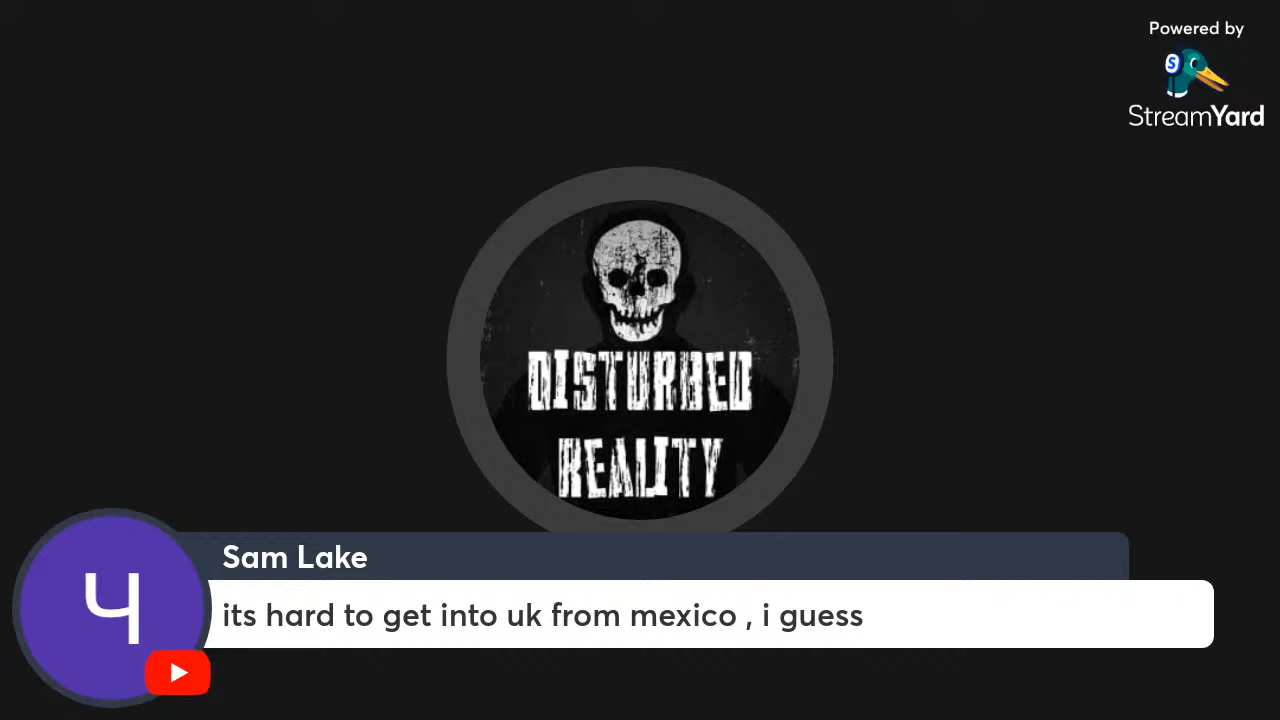 Powered by
S
StreamYard
DISTURBED
REALITY
Ч
Sam Lake
its hard to get into uk from mexico , i guess